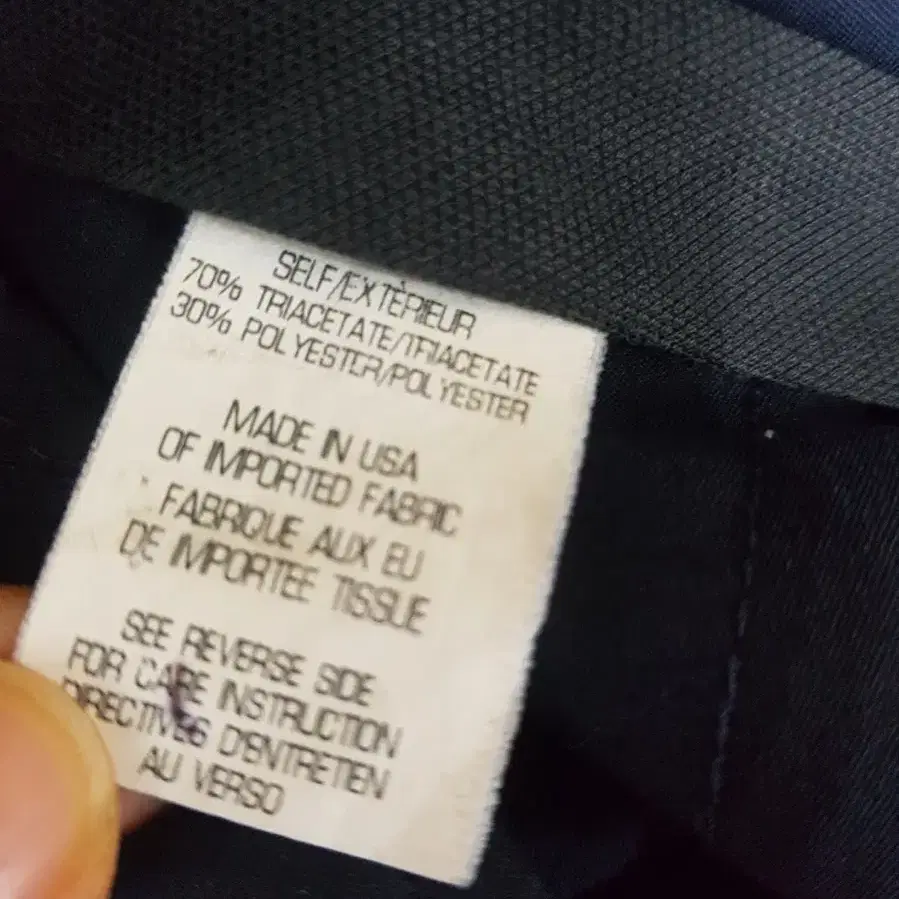 SELF/EXTÉRIEUR
70% TRIACETATE/TRIACETATE
30% POLYESTER/POLYESTER
MADE IN USA
OF IMPORTED FABRIC
FABRIQUE AUX EU
DE IMPORTEE TISSUE
SEE REVERSE SIDE
FOR CARE INSTRUCTION
DIRECTIVES D'ENTRETIEN
AU VERSO